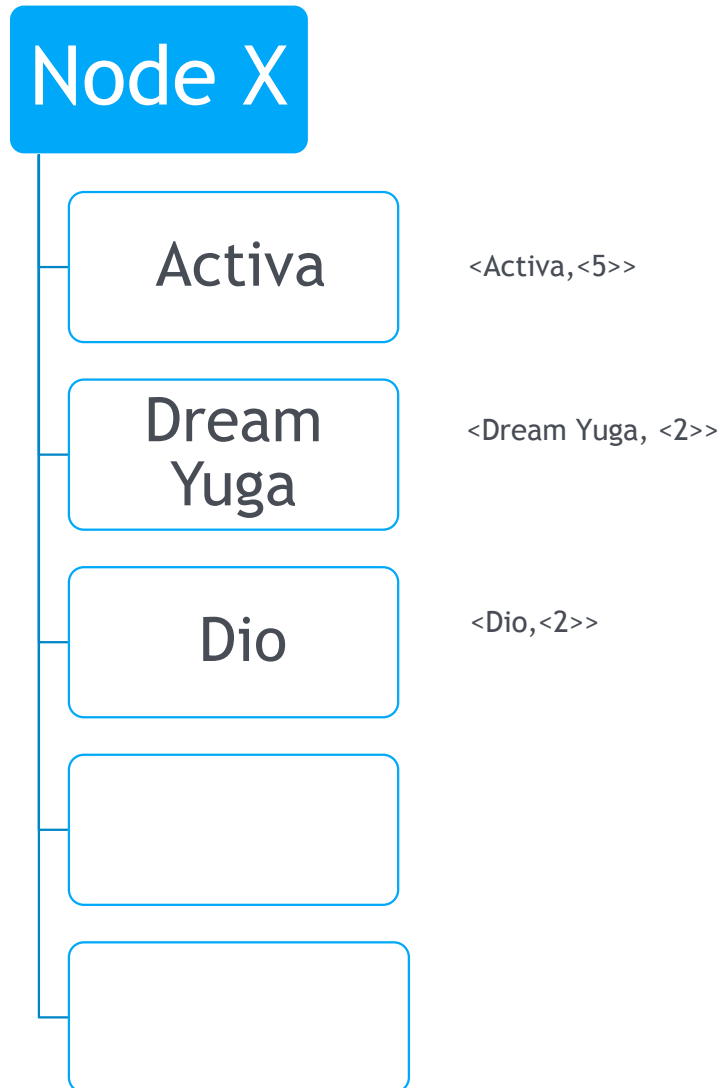 Node X
Activa
<Activa,<5>>
Dream
Yuga
<Dream Yuga, <2>>
Dio
<Dio,<2>>